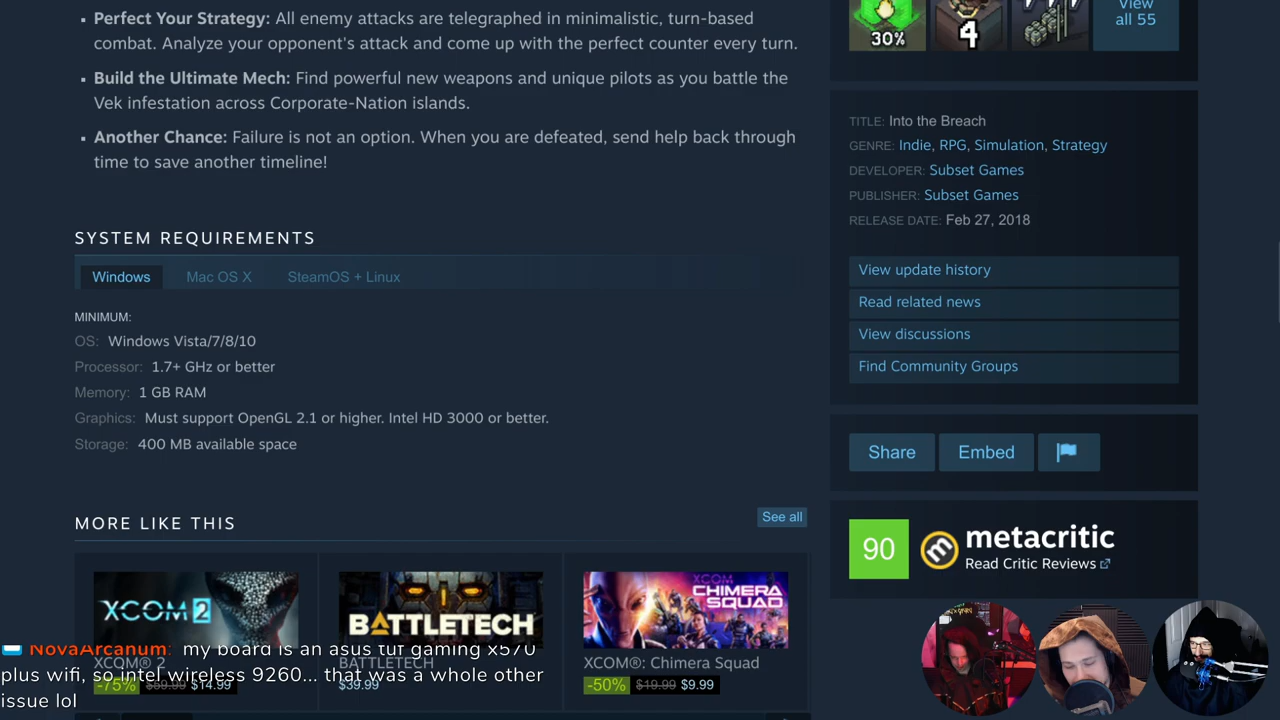 Perfect Your Strategy: All enemy attacks are telegraphed in minimalistic, turn-based
combat. Analyze your opponent's attack and come up with the perfect counter every turn.
Build the Ultimate Mech: Find powerful new weapons and unique pilots as you battle the
Vek infestation across Corporate-Nation islands.
Another Chance: Failure is not an option. When you are defeated, send help back through
time to save another timeline!
SYSTEM REQUIREMENTS
Windows
Mac OS X
SteamOS + Linux
MINIMUM:
OS: Windows Vista/7/8/10
Processor: 1.7+ GHz or better
Memory: 1 GB RAM
Graphics: Must support OpenGL 2.1 or higher. Intel HD 3000 or better.
Storage: 400 MB available space
MORE LIKE THIS
See all
XCOM 2
BATTLETECH
XCOM
CHIMERA
SQUAD
XCOM® 2
BATTLETECH
XCOM®: Chimera Squad
-75% $59.99 $14.99
$39.99
-50% $19.99 $9.99
NovaArcanum: my board is an asus tuf gaming x570
plus wifi, so intel wireless 9260... that was a whole other
issue lol
30%
4
View
all 55
TITLE: Into the Breach
GENRE: Indie, RPG, Simulation, Strategy
DEVELOPER: Subset Games
PUBLISHER: Subset Games
RELEASE DATE: Feb 27, 2018
View update history
Read related news
View discussions
Find Community Groups
Share
Embed
90
metacritic
Read Critic Reviews